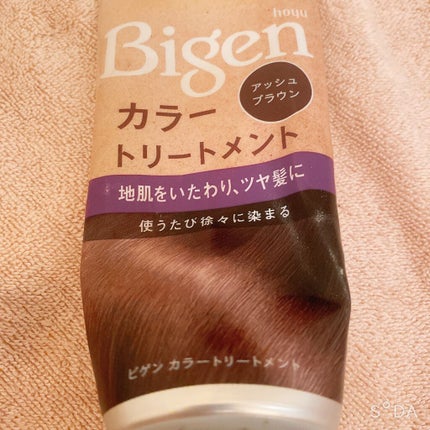 hoyu
Bigen
アッシュ
ブラウン
カラー
トリートメント
地肌をいたわり、ツヤ髪に
使うたび徐々に染まる
ビゲン カラートリートメント
SODA